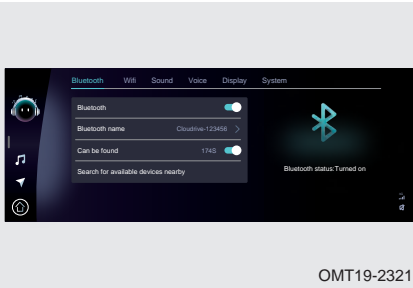 Bluetooth Wifi Sound Voice Display System
Bluetooth
Bluetooth name Cloudrive-123456
Can be found 174S
Search for available devices nearby
Bluetooth status:Turned on
OMT19-2321